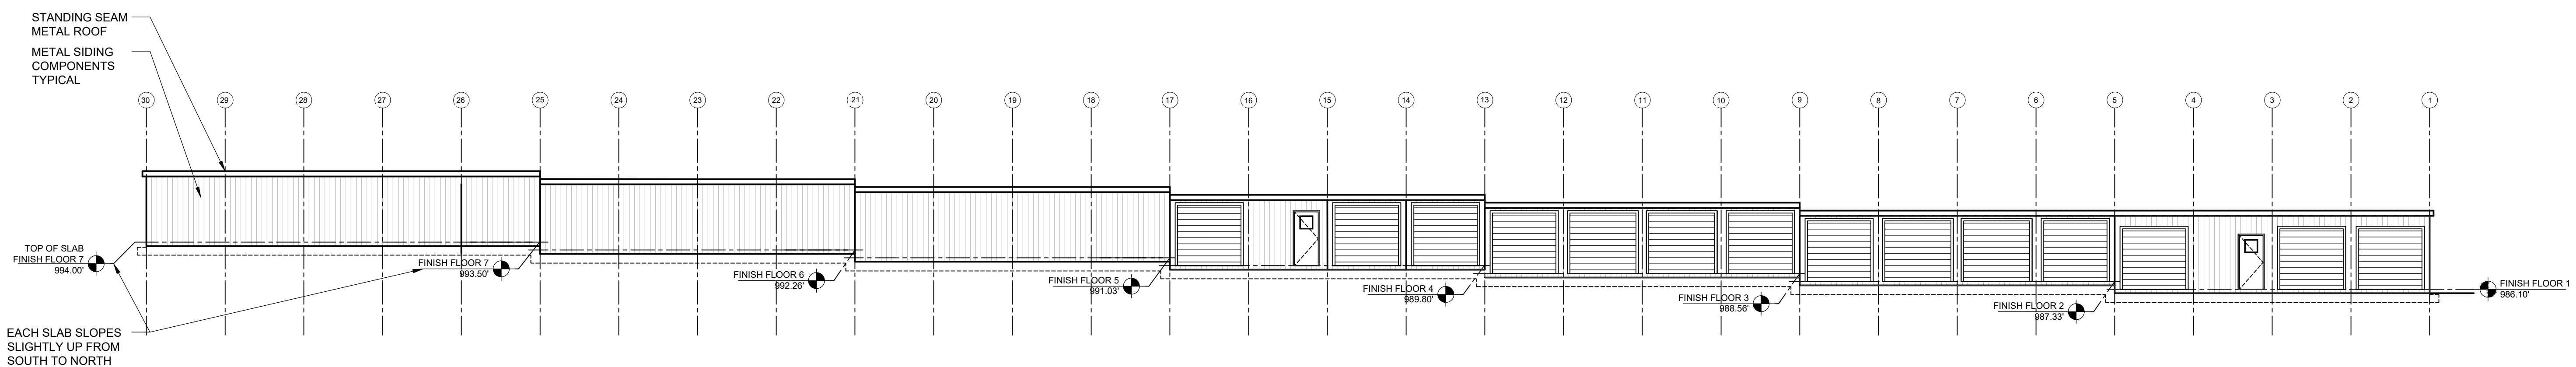 STANDING SEAM
METAL ROOF
METAL SIDING
COMPONENTS
TYPICAL
30
29
28
27
26
25
24
23
22
21
20
19
18
17
16
15
14
13
12
11
10
9
8
7
6
5
4
3
2
1
TOP OF SLAB
FINISH FLOOR 7
994.00'
FINISH FLOOR 7
993.50'
FINISH FLOOR 6
992.26'
FINISH FLOOR 5
991.03'
FINISH FLOOR 4
989.80'
FINISH FLOOR 3
988.56'
FINISH FLOOR 2
987.33'
FINISH FLOOR 1
986.10'
EACH SLAB SLOPES
SLIGHTLY UP FROM
SOUTH TO NORTH